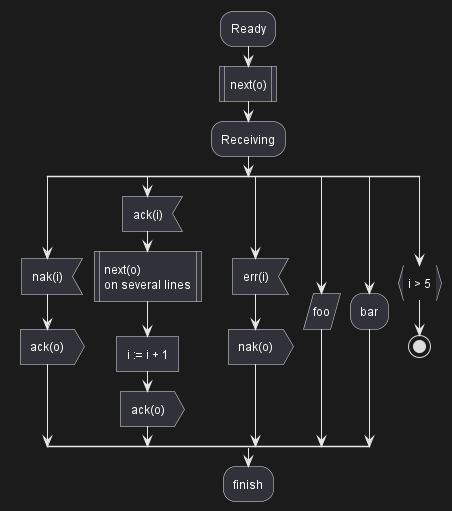 Ready
next(o)
Receiving
nak(i)
ack(o)
ack(i)
next(o)
on several lines
i := i + 1
ack(o)
err(i)
nak(o)
foo
bar
i > 5
finish